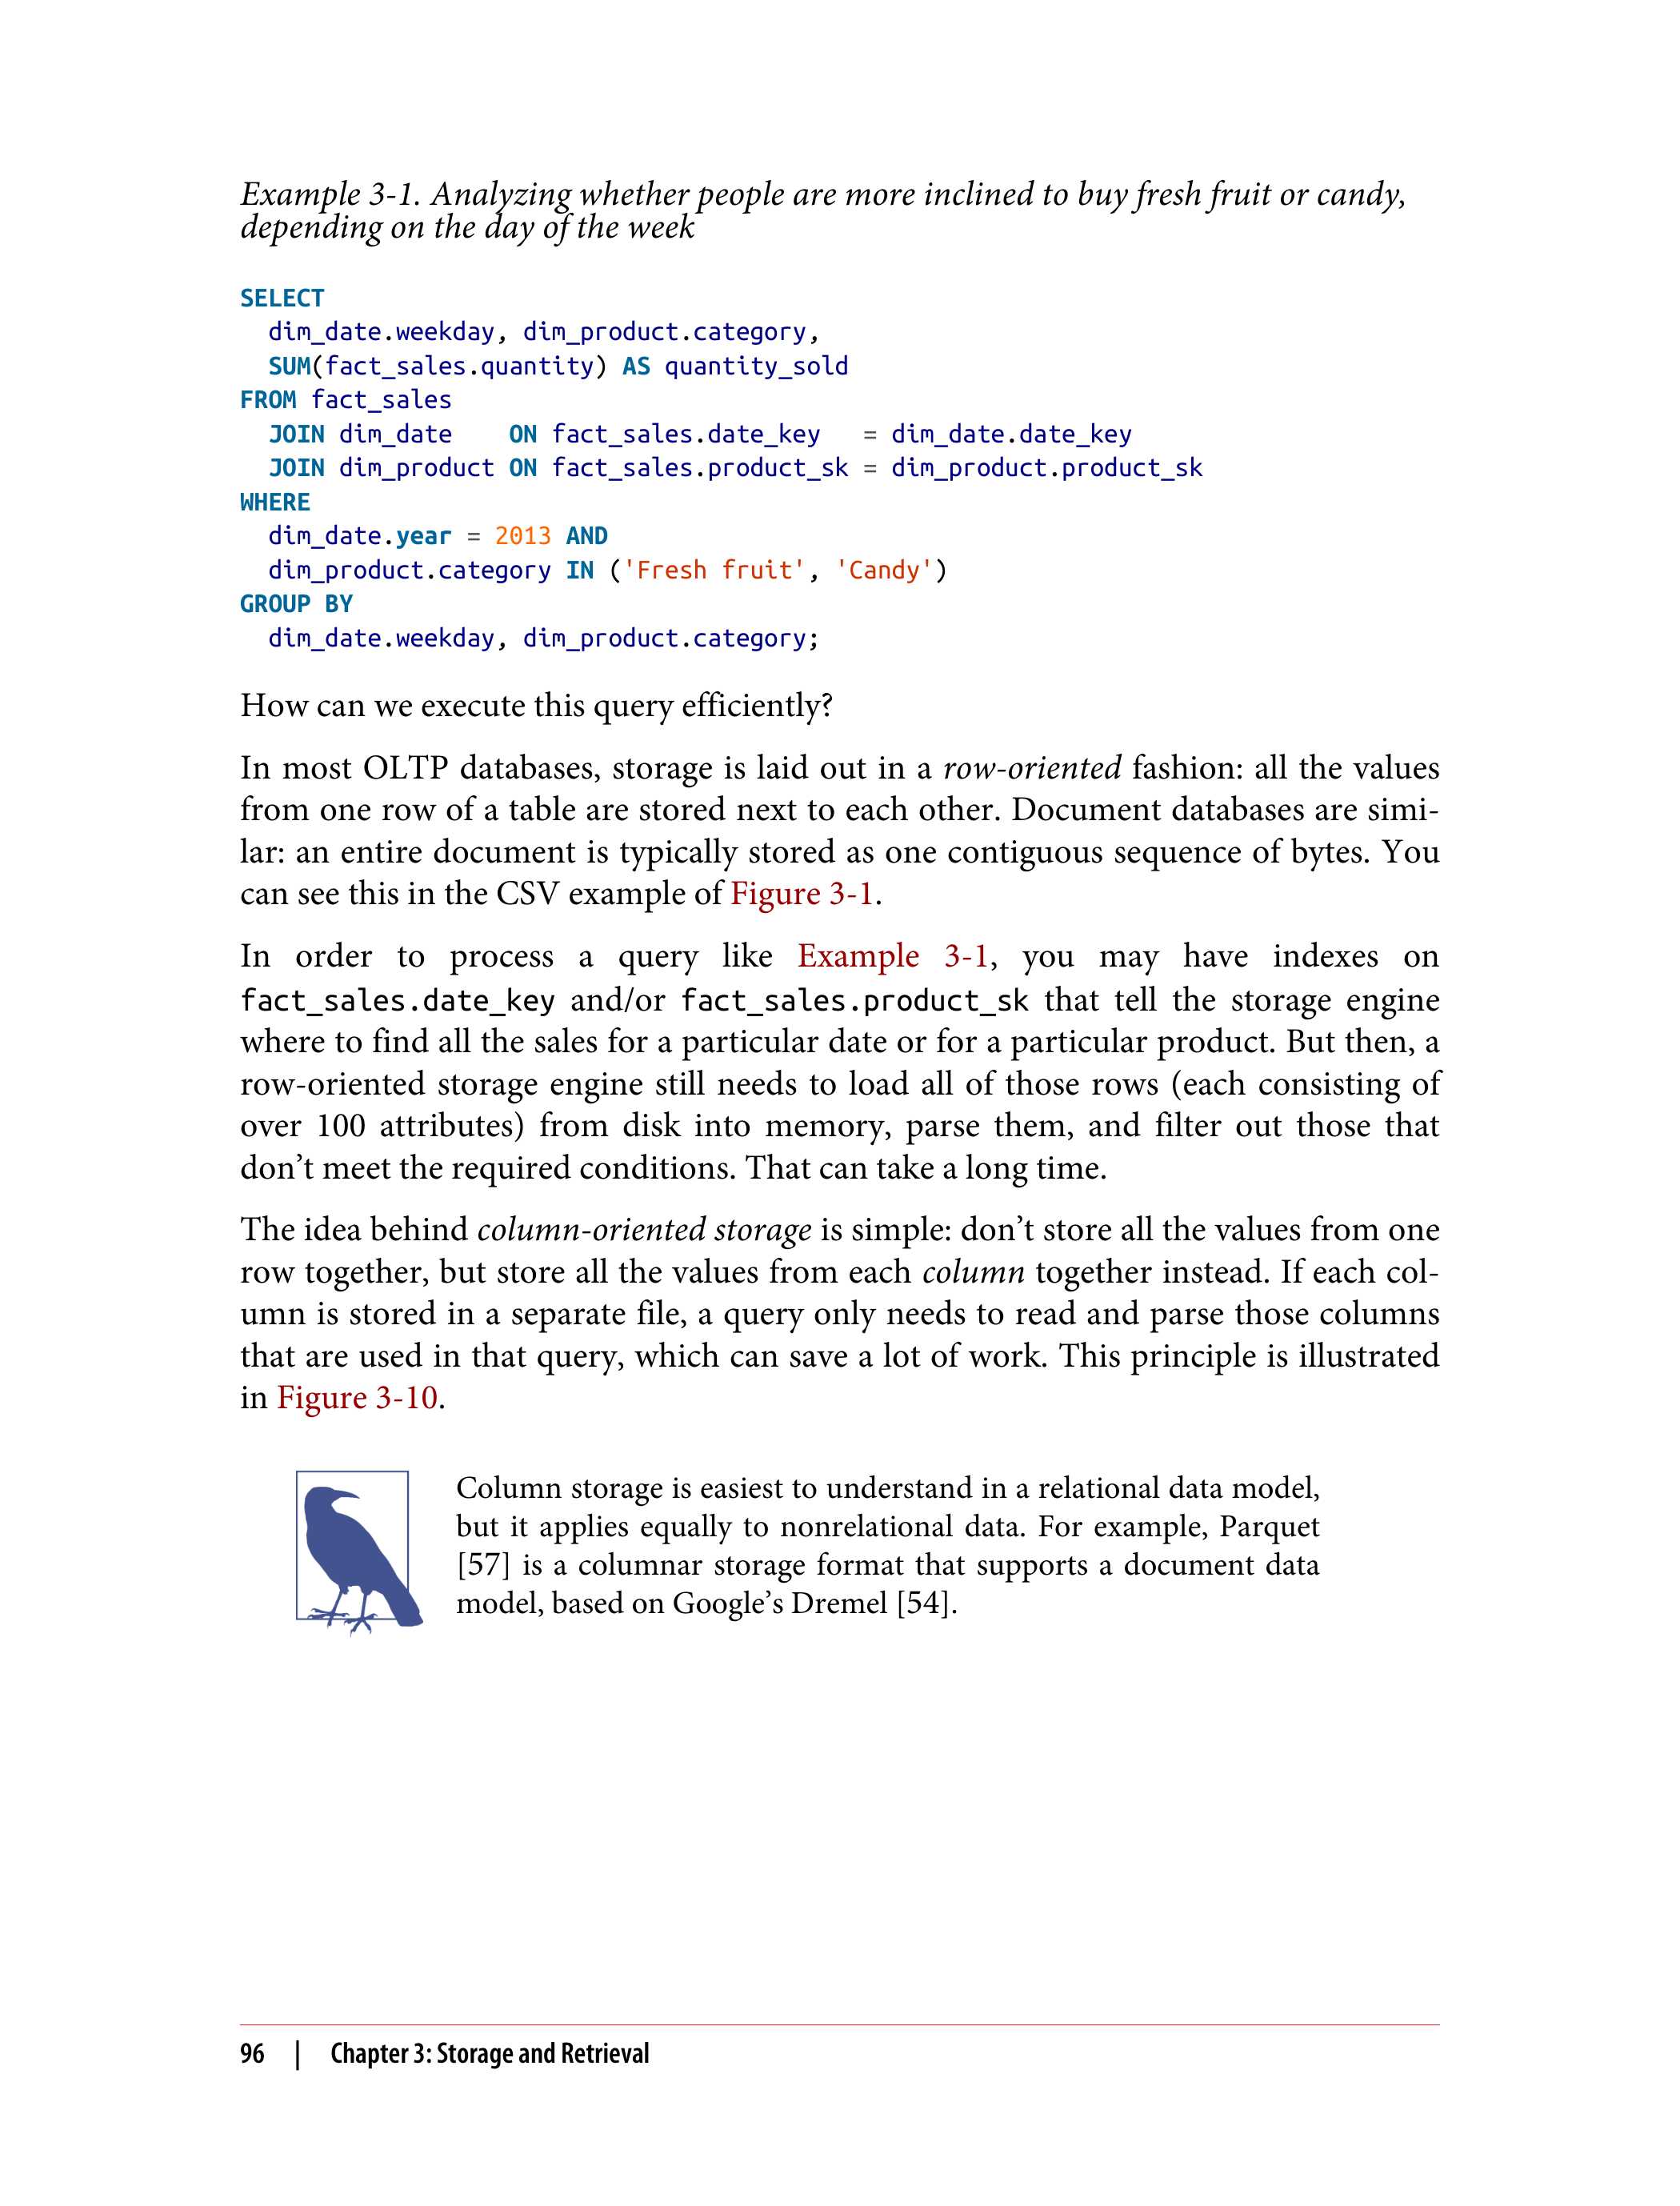 Example 3-1. Analyzing whether people are more inclined to buy fresh fruit or candy,
depending on the day of the week
SELECT
  dim_date.weekday, dim_product.category,
  SUM(fact_sales.quantity) AS quantity_sold
FROM fact_sales
  JOIN dim_date    ON fact_sales.date_key   = dim_date.date_key
  JOIN dim_product ON fact_sales.product_sk = dim_product.product_sk
WHERE
  dim_date.year = 2013 AND
  dim_product.category IN ('Fresh fruit', 'Candy')
GROUP BY
  dim_date.weekday, dim_product.category;
How can we execute this query efficiently?
In most OLTP databases, storage is laid out in a row-oriented fashion: all the values
from one row of a table are stored next to each other. Document databases are simi-
lar: an entire document is typically stored as one contiguous sequence of bytes. You
can see this in the CSV example of Figure 3-1.
In order to process a query like Example 3-1, you may have indexes on
fact_sales.date_key and/or fact_sales.product_sk that tell the storage engine
where to find all the sales for a particular date or for a particular product. But then, a
row-oriented storage engine still needs to load all of those rows (each consisting of
over 100 attributes) from disk into memory, parse them, and filter out those that
don’t meet the required conditions. That can take a long time.
The idea behind column-oriented storage is simple: don’t store all the values from one
row together, but store all the values from each column together instead. If each col-
umn is stored in a separate file, a query only needs to read and parse those columns
that are used in that query, which can save a lot of work. This principle is illustrated
in Figure 3-10.
Column storage is easiest to understand in a relational data model,
but it applies equally to nonrelational data. For example, Parquet
[57] is a columnar storage format that supports a document data
model, based on Google’s Dremel [54].
96 | Chapter 3: Storage and Retrieval